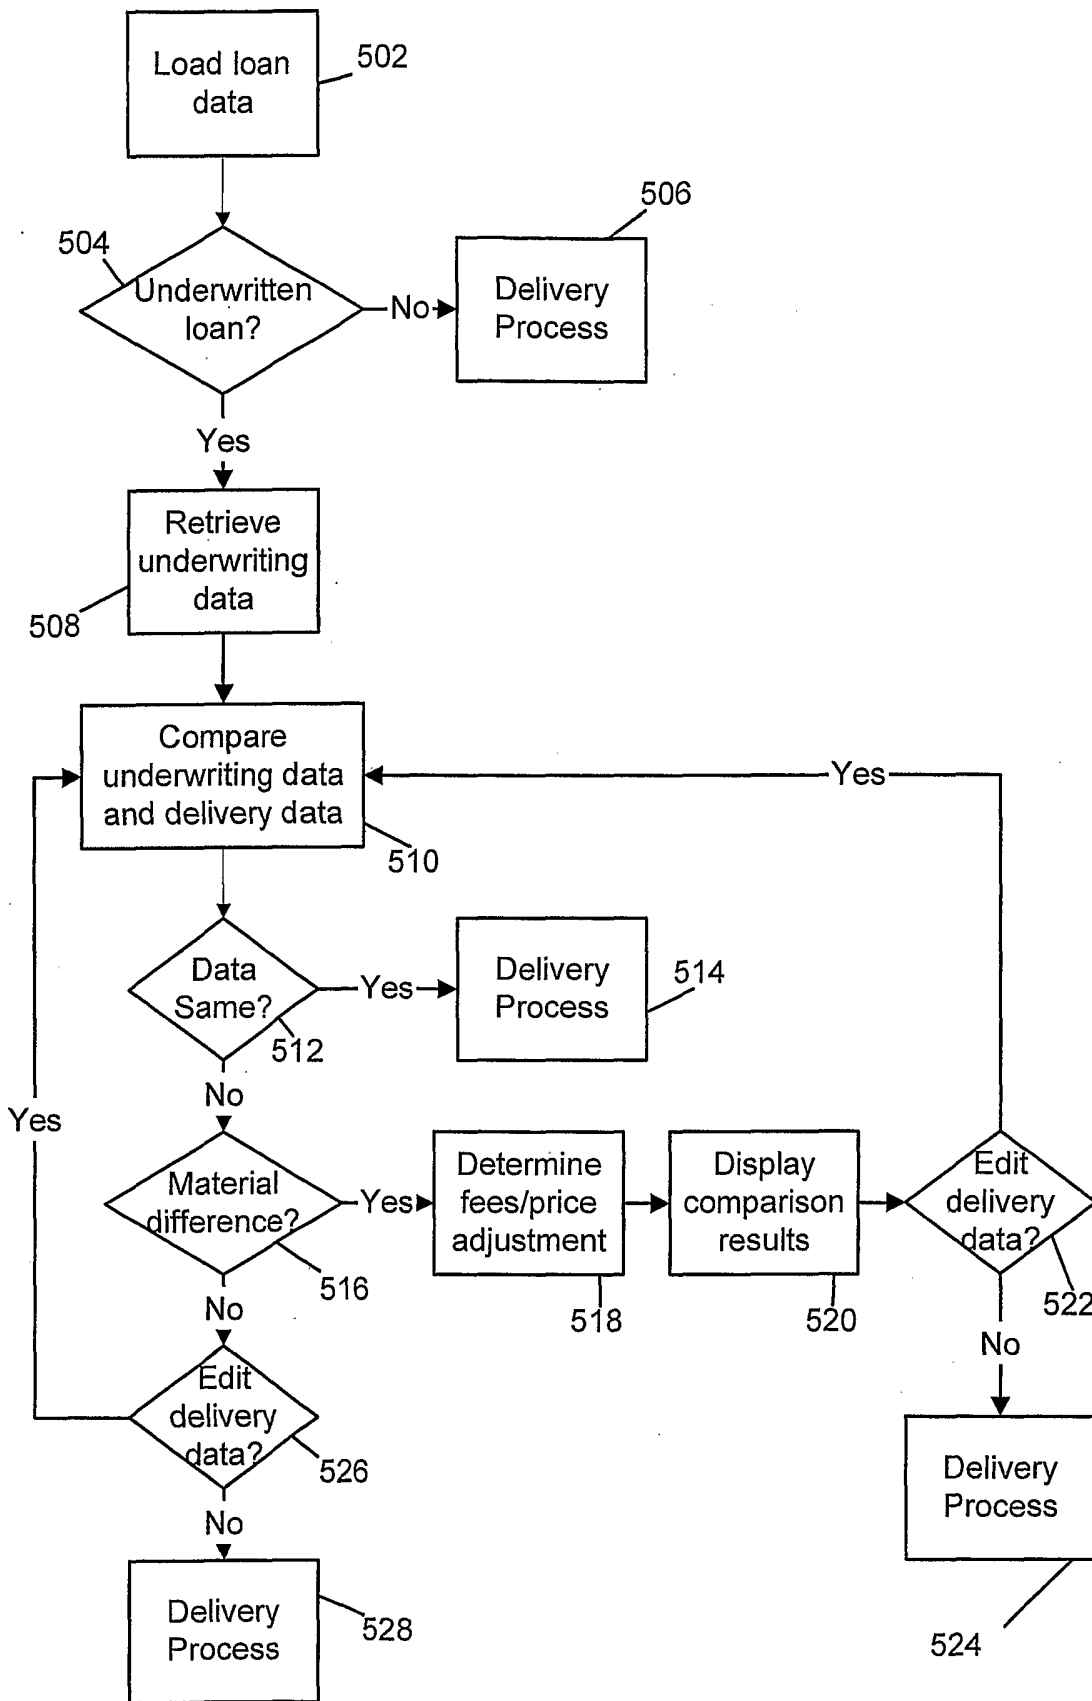 Load loan
data
502
506
504
Underwritten
loan?
No
Delivery
Process
Yes
Retrieve
underwriting
data
508
Compare
underwriting data
and delivery data
Yes
510
Data
Same?
Yes
Delivery
Process
514
512
No
Yes
Material
difference?
Yes
Determine
fees/price
adjustment
Display
comparison
results
Edit
delivery
data?
516
518
520
522
No
No
Edit
delivery
data?
526
Delivery
Process
No
Delivery
Process
528
524